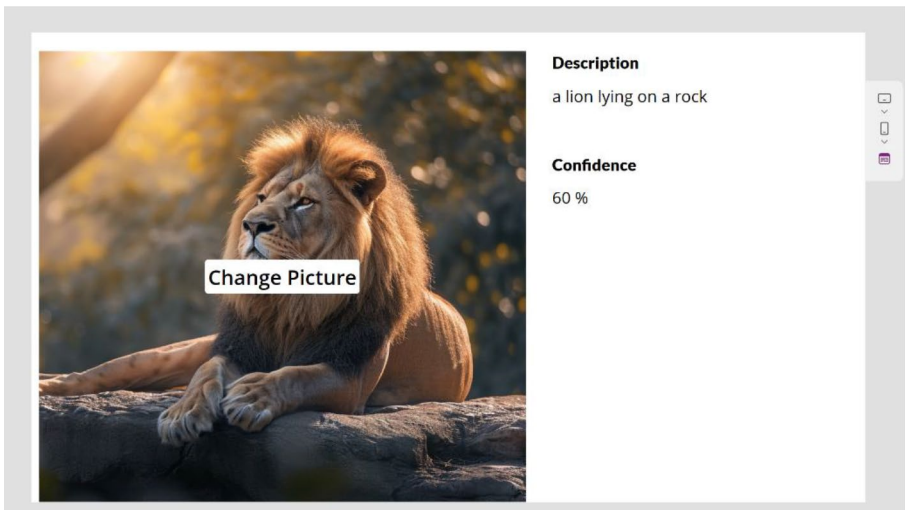 Description
a lion lying on a rock
Confidence
60 %
Change Picture